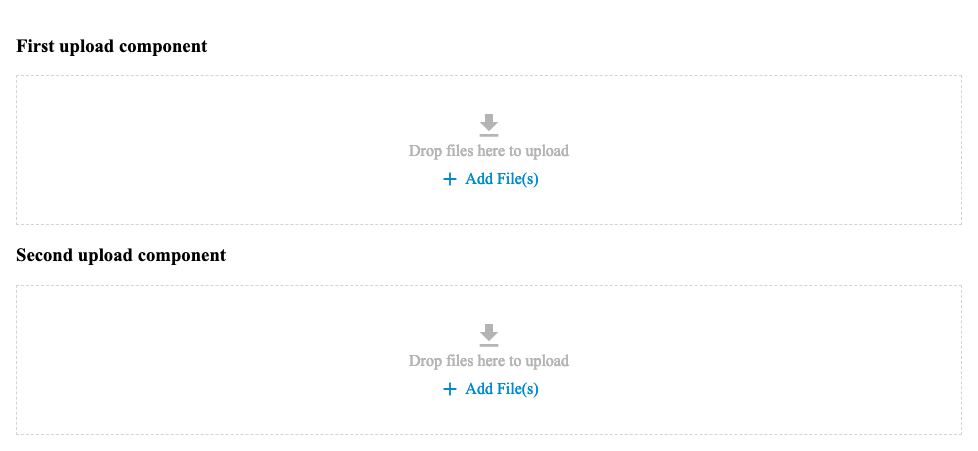 First upload component
Drop files here to upload
+ Add File(s)
Second upload component
Drop files here to upload
+ Add File(s)